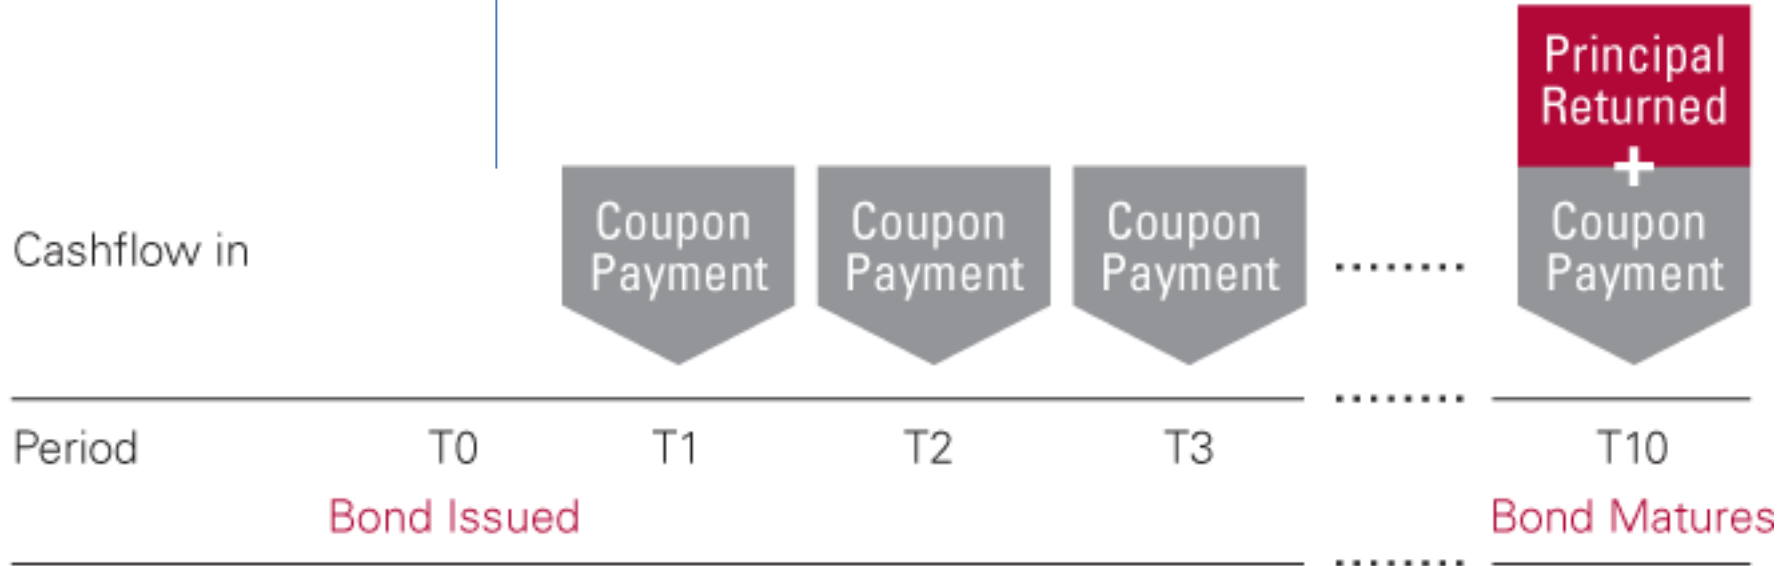 Principal
Returned
+
Cashflow in
Coupon
Payment
Coupon
Payment
Coupon
Payment
........
Coupon
Payment
Period T0 T1 T2 T3 ........ T10
Bond Issued Bond Matures